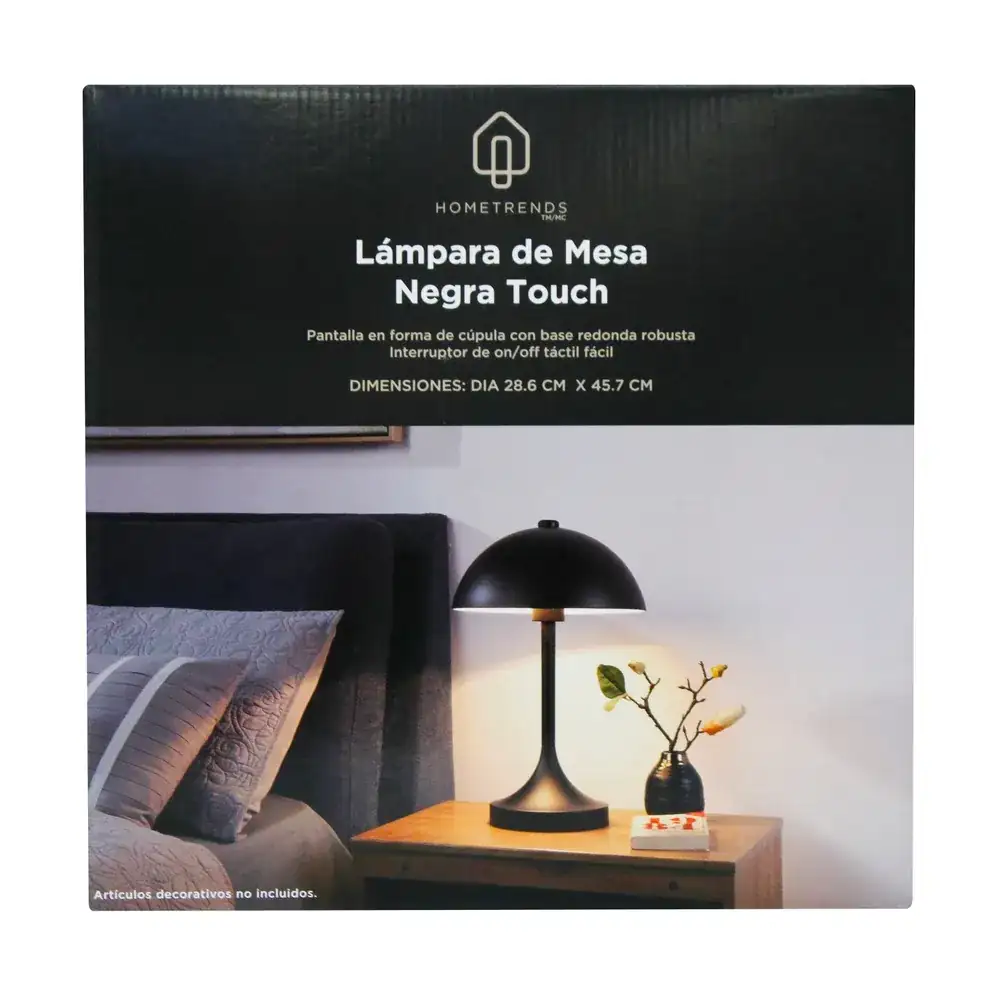 HOMETRENDS
TM/MC
Lámpara de Mesa
Negra Touch
Pantalla en forma de cúpula con base redonda robusta
Interruptor de on/off táctil fácil
DIMENSIONES: DIA 28.6 CM X 45.7 CM
Artículos decorativos no incluidos.